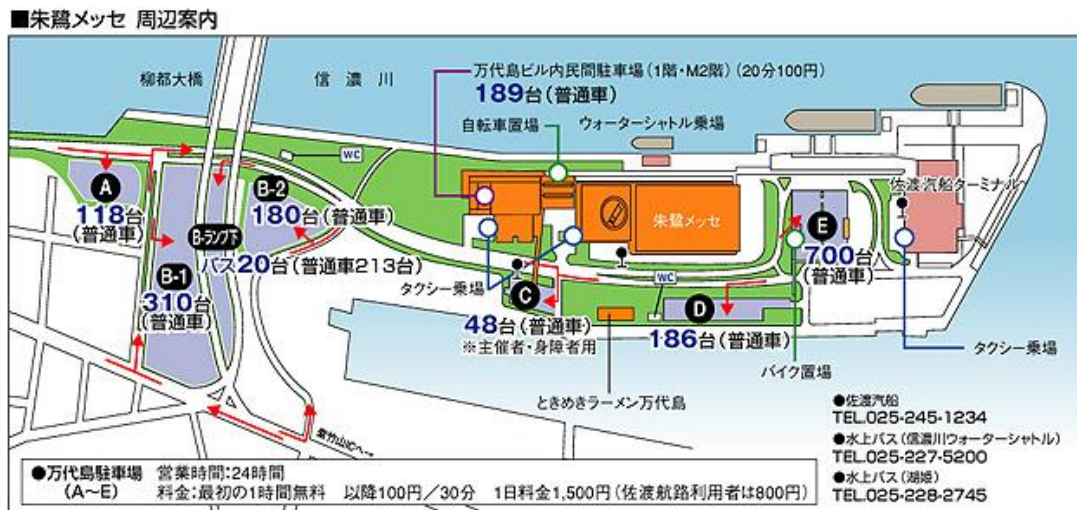 ■朱鷺メッセ 周辺案内
柳都大橋
信濃川
万代島ビル内民間駐車場(1階・M2階)(20分100円)
189台(普通車)
自転車置場
ウォーターシャトル乗場
WC
A
118台
(普通車)
B-2
180台(普通車)
B-ランプ下
バス20台(普通車213台)
B-1
310台
(普通車)
朱鷺メッセ
佐渡汽船ターミナル
E
700台
(普通車)
タクシー乗場
C
48台(普通車)
※主催者・身障者用
WC
D
186台(普通車)
バイク置場
タクシー乗場
ときめきラーメン万代島
紫竹山ICへ→
●佐渡汽船
TEL.025-245-1234
●水上バス(信濃川ウォーターシャトル)
TEL.025-227-5200
●水上バス(湖姫)
TEL.025-228-2745
●万代島駐車場 営業時間:24時間
(A~E) 料金:最初の1時間無料 以降100円/30分 1日料金1,500円(佐渡航路利用者は800円)